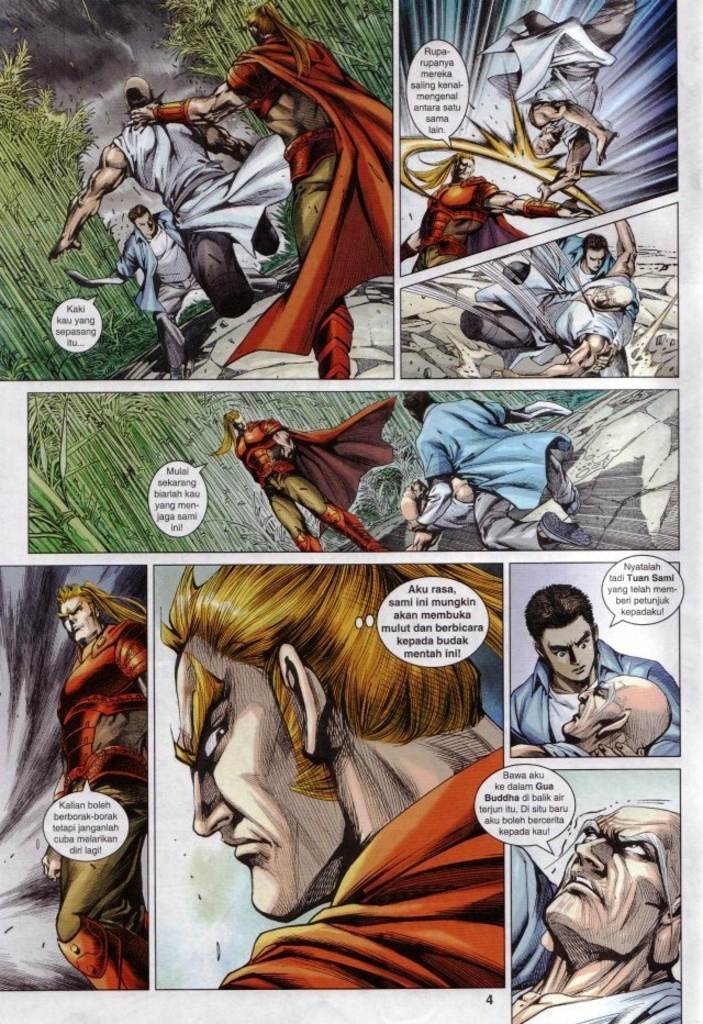 Kaki
kau yang
sepasang
itu...
Rupa-
rupanya
mereka
saling kenal-
mengenal
antara satu
sama
lain.
Mulai
sekarang
biarlah kau
yang men-
jaga sami
ini!
Kalian boleh
berborak-borak
tetapi janganlah
cuba melarikan
diri lagi!
Aku rasa,
sami ini mungkin
akan membuka
mulut dan berbicara
kepada budak
mentah ini!
Nyatalah
tadi Tuan Sami
yang telah mem-
beri petunjuk
kepadaku!
Bawa aku
ke dalam Gua
Buddha di balik air
terjun itu. Di situ baru
aku boleh bercerita
kepada kau!
4